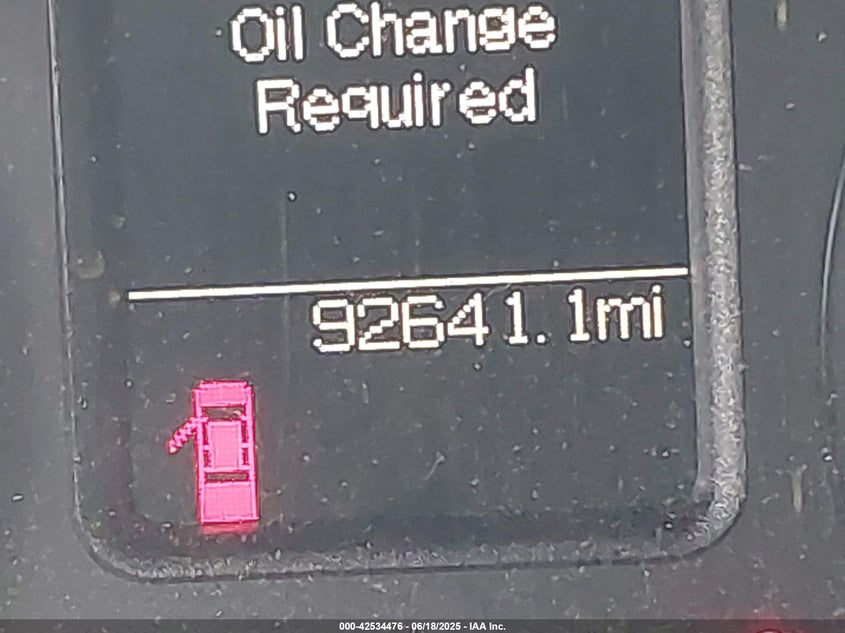 Oil Change
Required
92641.1mi
000-42534476 - 06/18/2025 - IAA Inc.